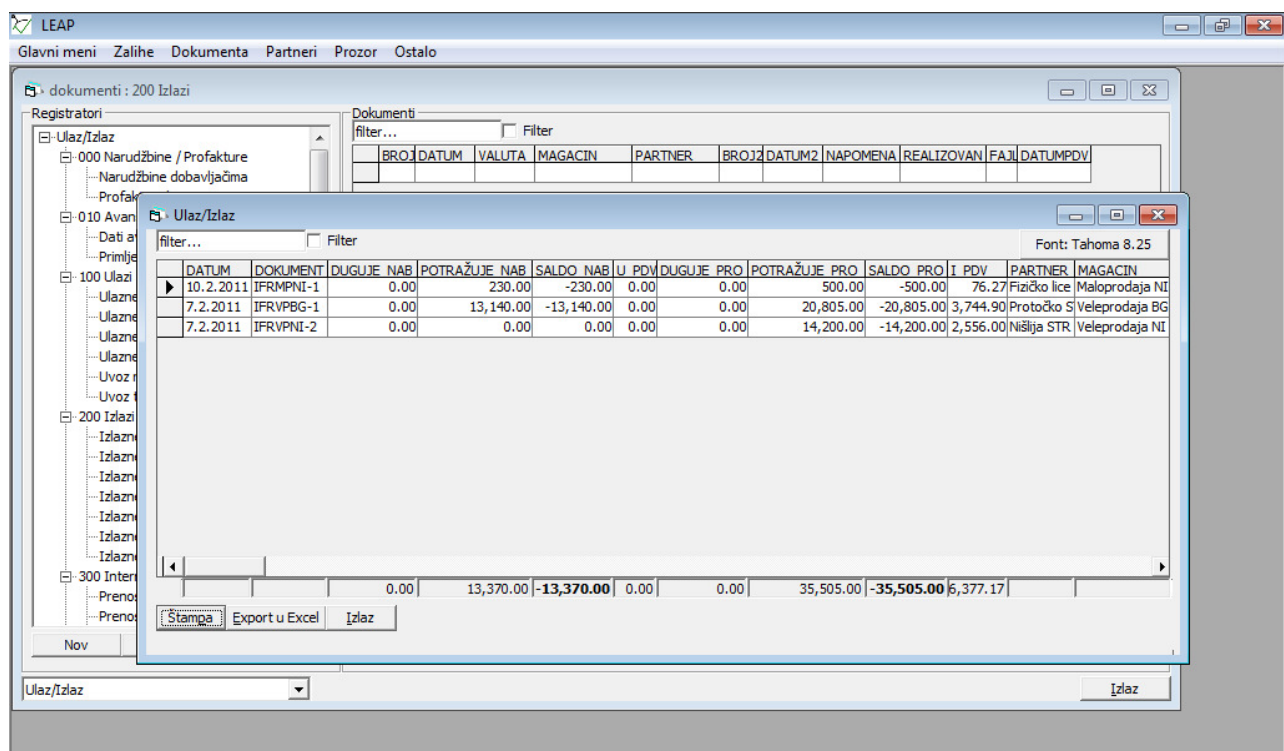 LEAP
Glavni meni Zalihe Dokumenta Partneri Prozor Ostalo
dokumenti : 200 Izlazi
Registratori
Dokumenti
filter... Filter
Ulaz/Izlaz
BROJ DATUM VALUTA MAGACIN PARTNER BROJ2 DATUM2 NAPOMENA REALIZOVAN FAJL DATUMPDV
000 Narudžbine / Profakture
Narudžbine dobavljačima
010
Dati
100 Ulazi
200 Izlazi
300
Nov
Ulaz/Izlaz
Izlaz
Ulaz/Izlaz
filter... Filter
Font: Tahoma 8.25
DATUM DOKUMENT DUGUJE_NAB POTRAŽUJE_NAB SALDO_NAB U_PDV DUGUJE_PRO POTRAŽUJE_PRO SALDO_PRO I_PDV PARTNER MAGACIN
10.2.2011 IFRMPNI-1 0.00 230.00 -230.00 0.00 0.00 500.00 -500.00 76.27 Fizičko lice Maloprodaja NI
7.2.2011 IFRVPBG-1 0.00 13,140.00 -13,140.00 0.00 0.00 20,805.00 -20,805.00 3,744.90 Protočko S Veleprodaja BG
7.2.2011 IFRVPNI-2 0.00 0.00 0.00 0.00 0.00 14,200.00 -14,200.00 2,556.00 Nišlija STR Veleprodaja NI
0.00 13,370.00 -13,370.00 0.00 0.00 35,505.00 -35,505.00 6,377.17
Štampa Export u Excel Izlaz